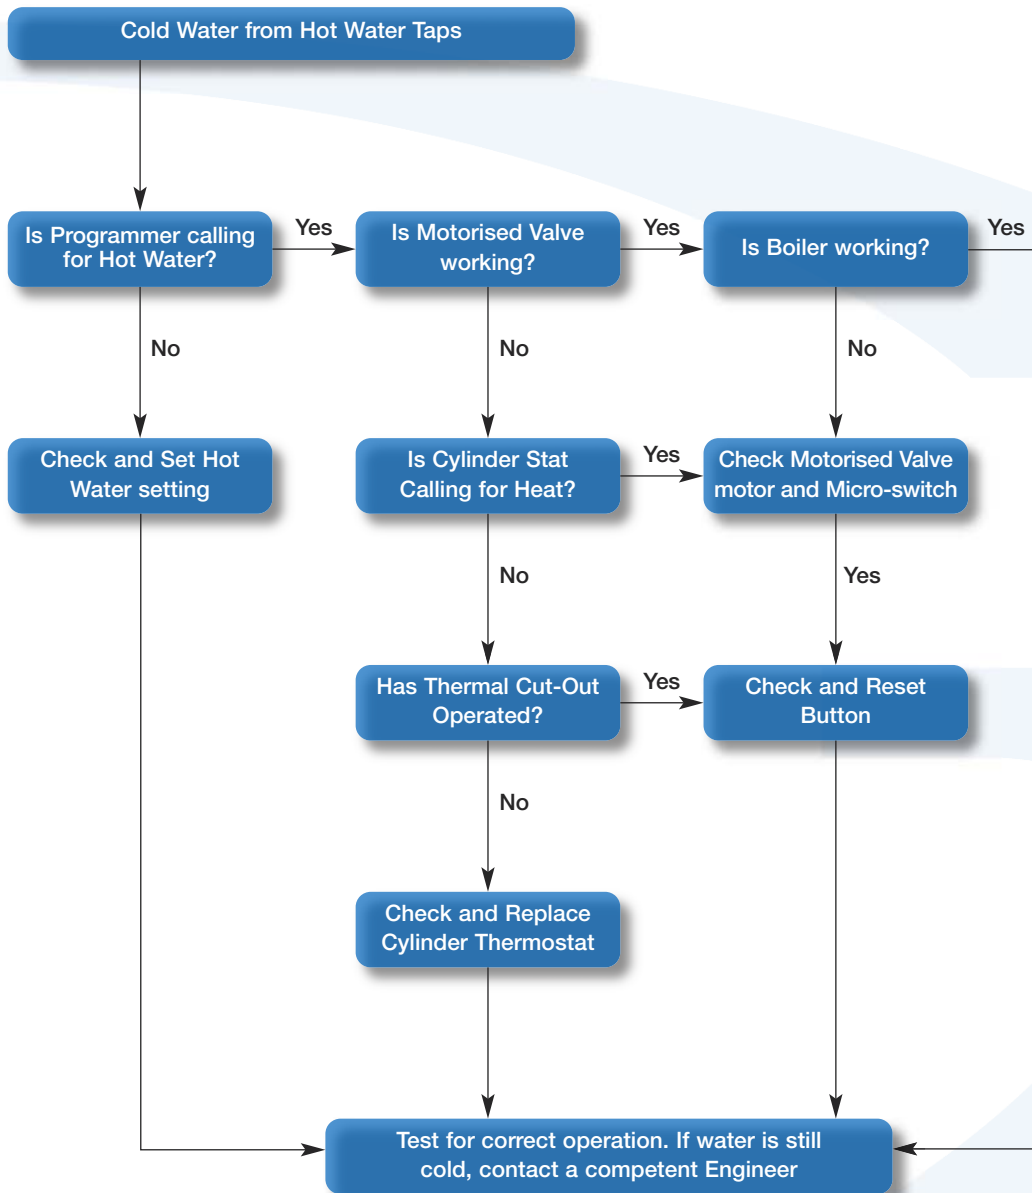 Cold Water from Hot Water Taps
Is Programmer calling
for Hot Water?
Yes
Is Motorised Valve
working?
Yes
Is Boiler working?
Yes
No
No
No
Check and Set Hot
Water setting
Is Cylinder Stat
Calling for Heat?
Yes
Check Motorised Valve
motor and Micro-switch
No
Yes
Has Thermal Cut-Out
Operated?
Yes
Check and Reset
Button
No
Check and Replace
Cylinder Thermostat
Test for correct operation. If water is still
cold, contact a competent Engineer